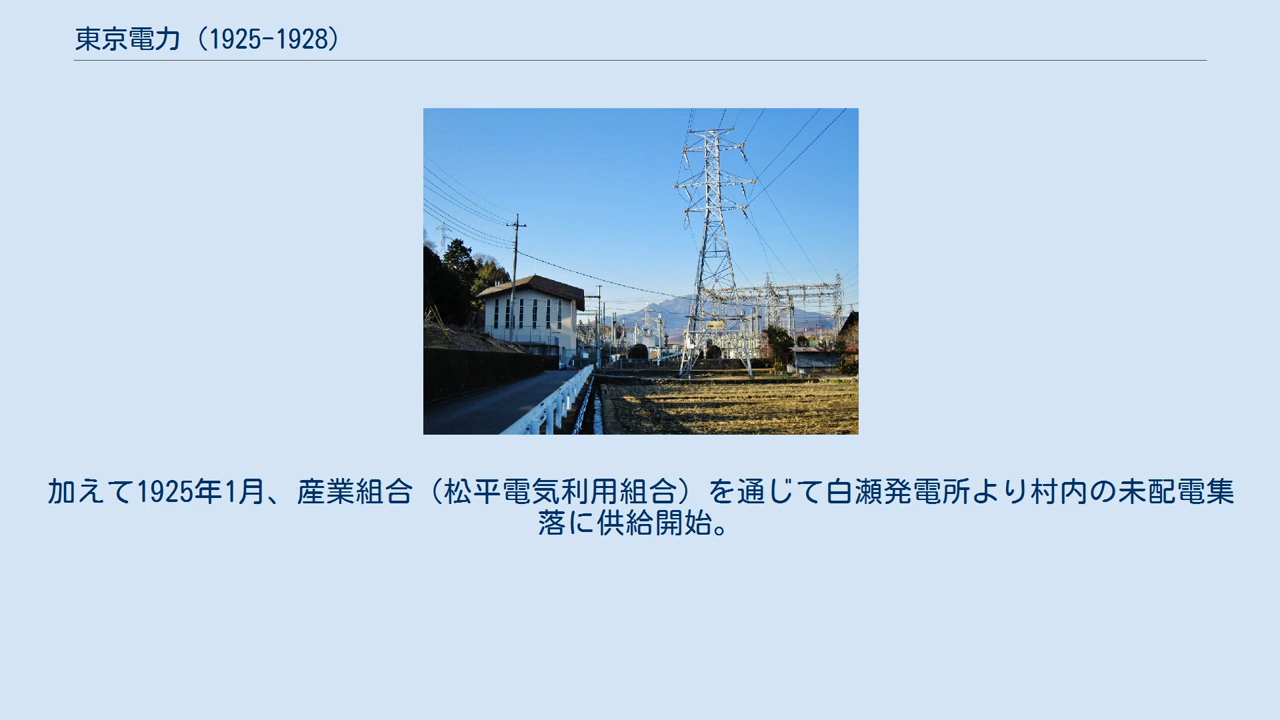 東京電力（1925-1928）
加えて1925年1月、産業組合（松平電気利用組合）を通じて白瀬発電所より村内の未配電集
落に供給開始。